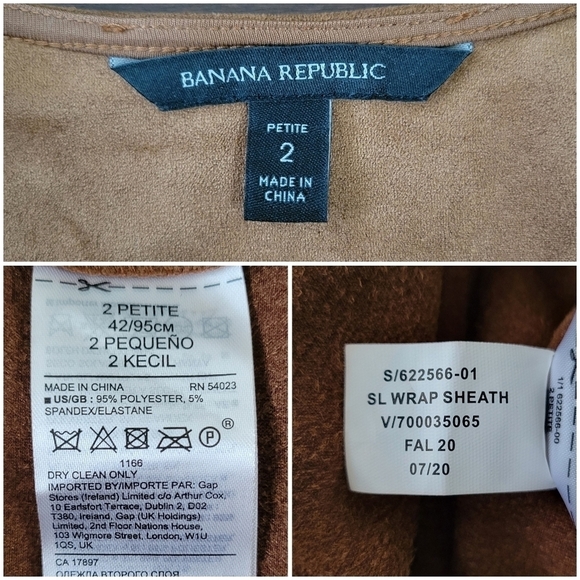 BANANA REPUBLIC
PETITE
2
MADE IN
CHINA
2 PETITE
42/95CM
2 PEQUEÑO
2 KECIL
MADE IN CHINA RN 54023
■ US/GB: 95% POLYESTER, 5%
SPANDEX/ELASTANE
P ®
1166
DRY CLEAN ONLY
IMPORTED BY/IMPORTE PAR: Gap
Stores (Ireland) Limited c/o Arthur Cox,
10 Earlsfort Terrace, Dublin 2, D02
T380, Ireland, Gap (UK Holdings)
Limited, 2nd Floor Nations House,
103 Wigmore Street, London, W1U
1QS, UK
CA 17897
ОДЕЖДА ВТОРОГО СЛОЯ
S/622566-01
SL WRAP SHEATH
V/700035065
FAL 20
07/20
1/1 622566-00